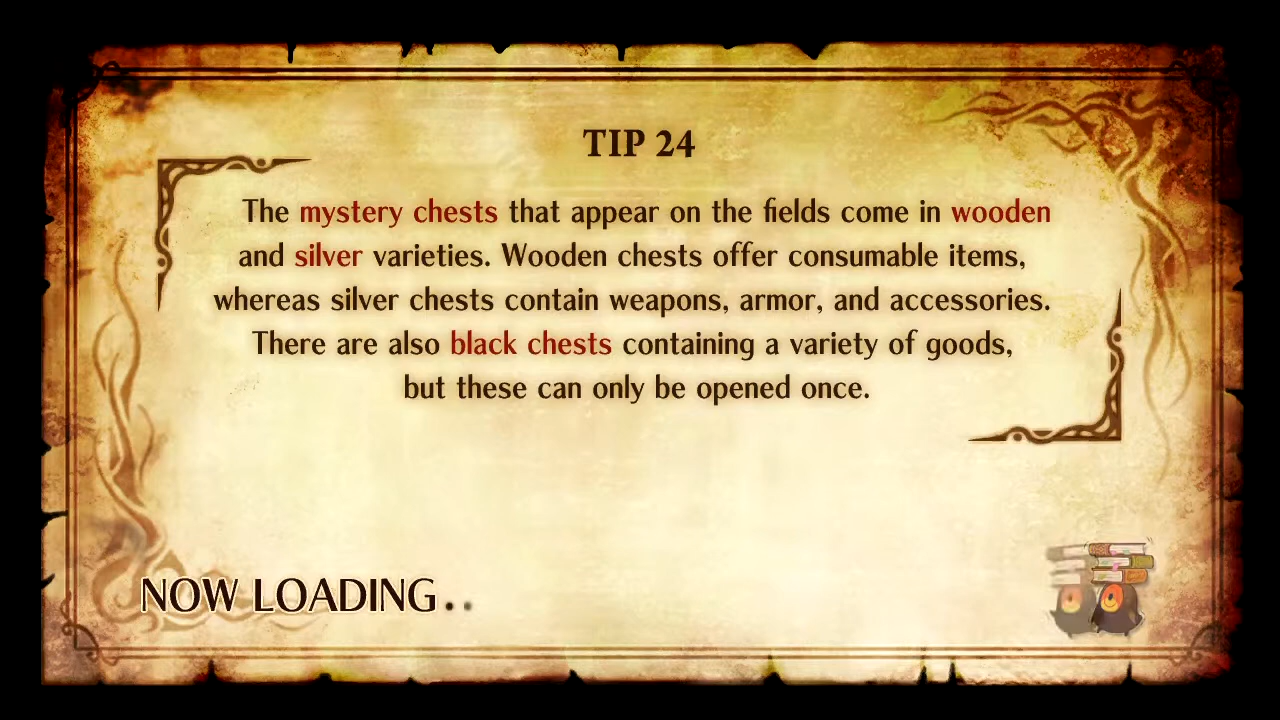 TIP 24
The mystery chests that appear on the fields come in wooden
and silver varieties. Wooden chests offer consumable items,
whereas silver chests contain weapons, armor, and accessories.
There are also black chests containing a variety of goods,
but these can only be opened once.
NOW LOADING..